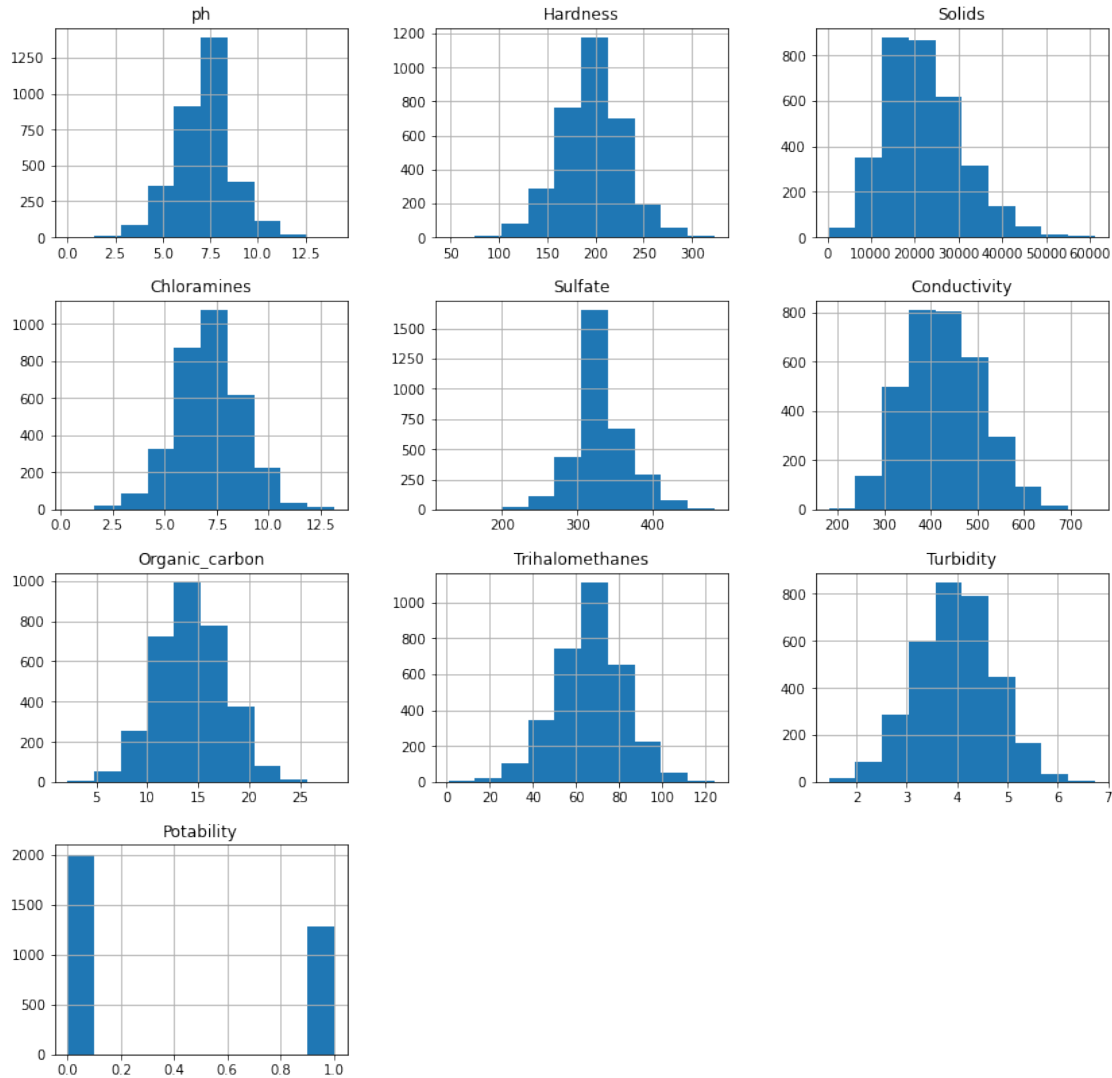 ph
1250
1000
750
500
250
0
0.0 2.5 5.0 7.5 10.0 12.5
Hardness
1200
1000
800
600
400
200
0
50 100 150 200 250 300
Solids
800
600
400
200
0
0 10000 20000 30000 40000 50000 60000
Chloramines
1000
800
600
400
200
0
0.0 2.5 5.0 7.5 10.0 12.5
Sulfate
1500
1250
1000
750
500
250
0
200 300 400
Conductivity
800
600
400
200
0
200 300 400 500 600 700
Organic_carbon
1000
800
600
400
200
0
5 10 15 20 25
Trihalomethanes
1000
800
600
400
200
0
0 20 40 60 80 100 120
Turbidity
800
600
400
200
0
2 3 4 5 6 7
Potability
2000
1500
1000
500
0
0.0 0.2 0.4 0.6 0.8 1.0